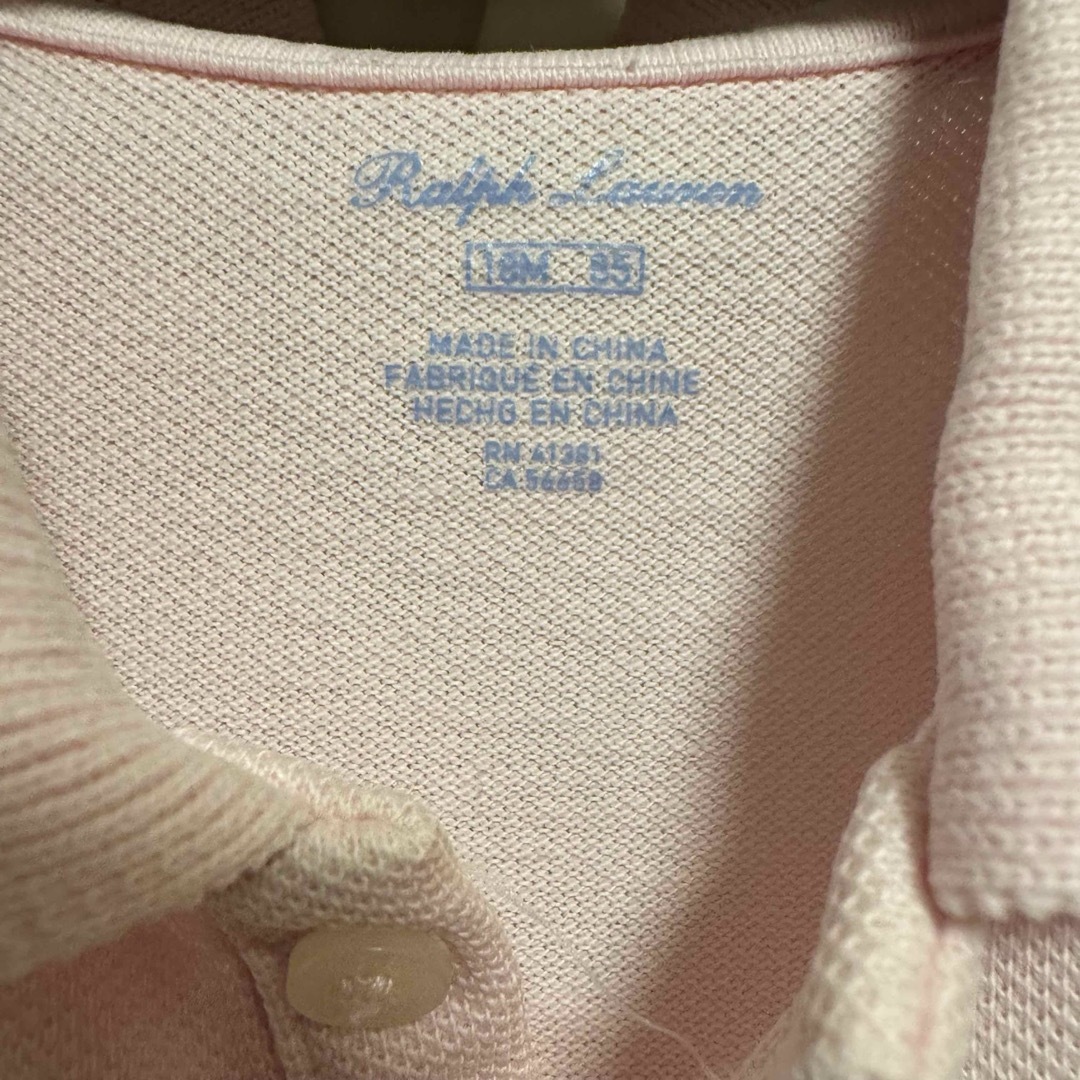 Ralph Lauren
18M 85
MADE IN CHINA
FABRIQUÉ EN CHINE
HECHO EN CHINA
RN 41381
CA 56658